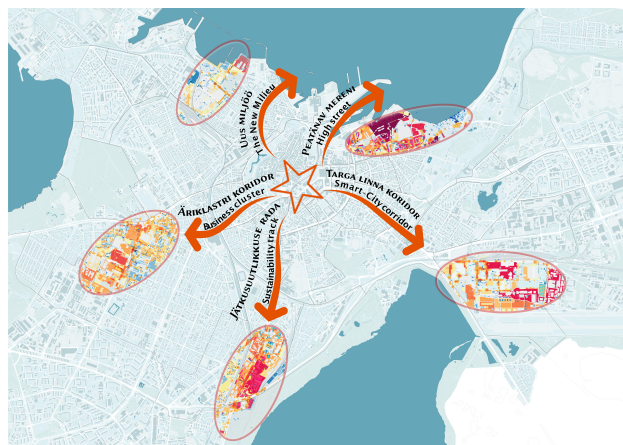 Uus miljöö
The New Milieu
Peatänav mereni
High street
Targa linna koridor
Smart-City corridor
Äriklastri koridor
Business cluster
Jätkusuutlikkuse rada
Sustainability track